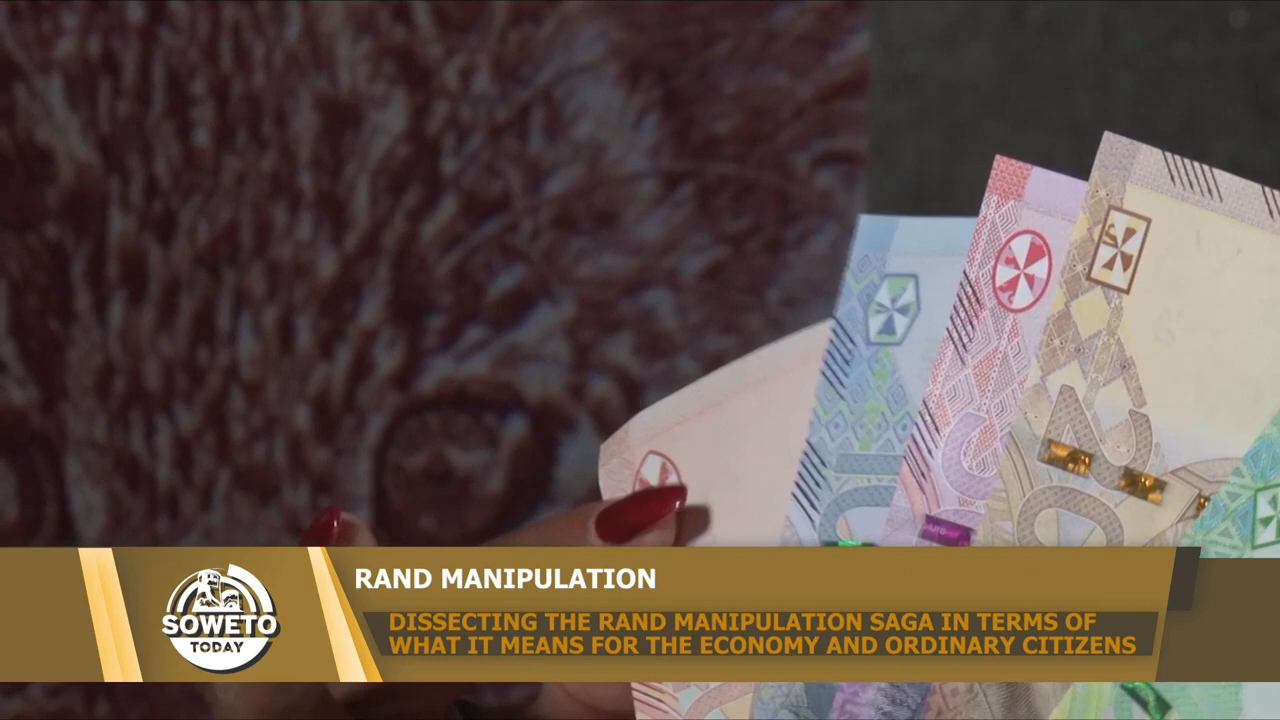 RAND MANIPULATION
DISSECTING THE RAND MANIPULATION SAGA IN TERMS OF
WHAT IT MEANS FOR THE ECONOMY AND ORDINARY CITIZENS
SOWETO
TODAY